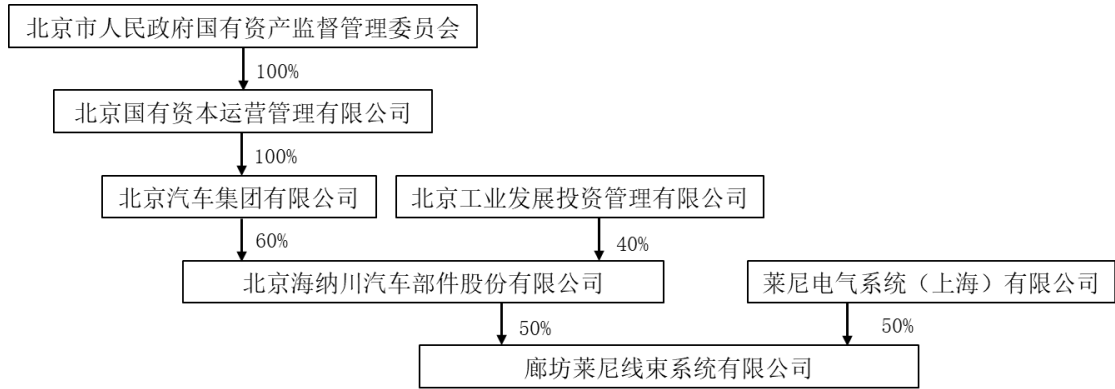 北京市人民政府国有资产监督管理委员会
100%
北京国有资本运营管理有限公司
100%
北京汽车集团有限公司
北京工业发展投资管理有限公司
60%
40%
北京海纳川汽车部件股份有限公司
莱尼电气系统（上海）有限公司
50%
50%
廊坊莱尼线束系统有限公司